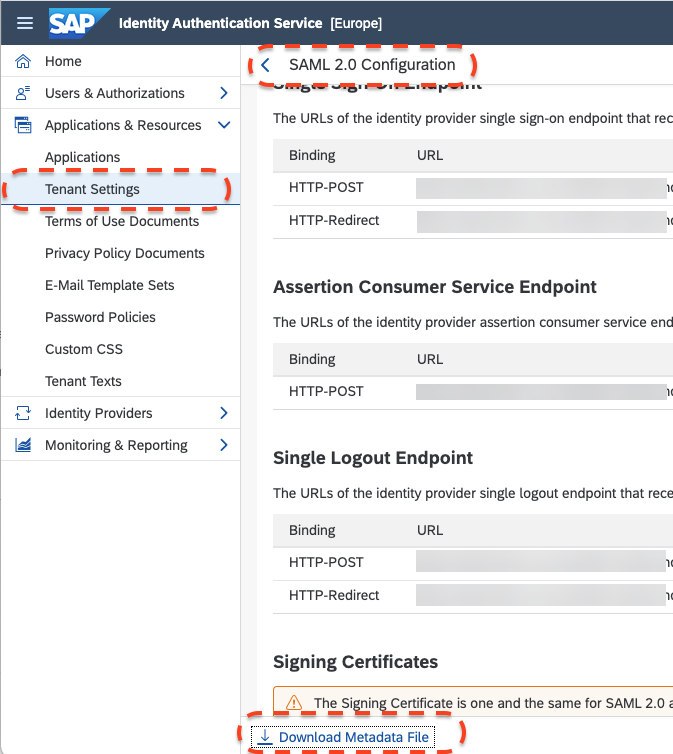 SAP Identity Authentication Service [Europe]
Home
Users & Authorizations
Applications & Resources
Applications
Tenant Settings
Terms of Use Documents
Privacy Policy Documents
E-Mail Template Sets
Password Policies
Custom CSS
Tenant Texts
Identity Providers
Monitoring & Reporting
SAML 2.0 Configuration
Single Sign-On Endpoint
The URLs of the identity provider single sign-on endpoint that rec
Binding URL
HTTP-POST
HTTP-Redirect
Assertion Consumer Service Endpoint
The URLs of the identity provider assertion consumer service end
Binding URL
HTTP-POST
Single Logout Endpoint
The URLs of the identity provider single logout endpoint that rece
Binding URL
HTTP-POST
HTTP-Redirect
Signing Certificates
The Signing Certificate is one and the same for SAML 2.0 a
Download Metadata File